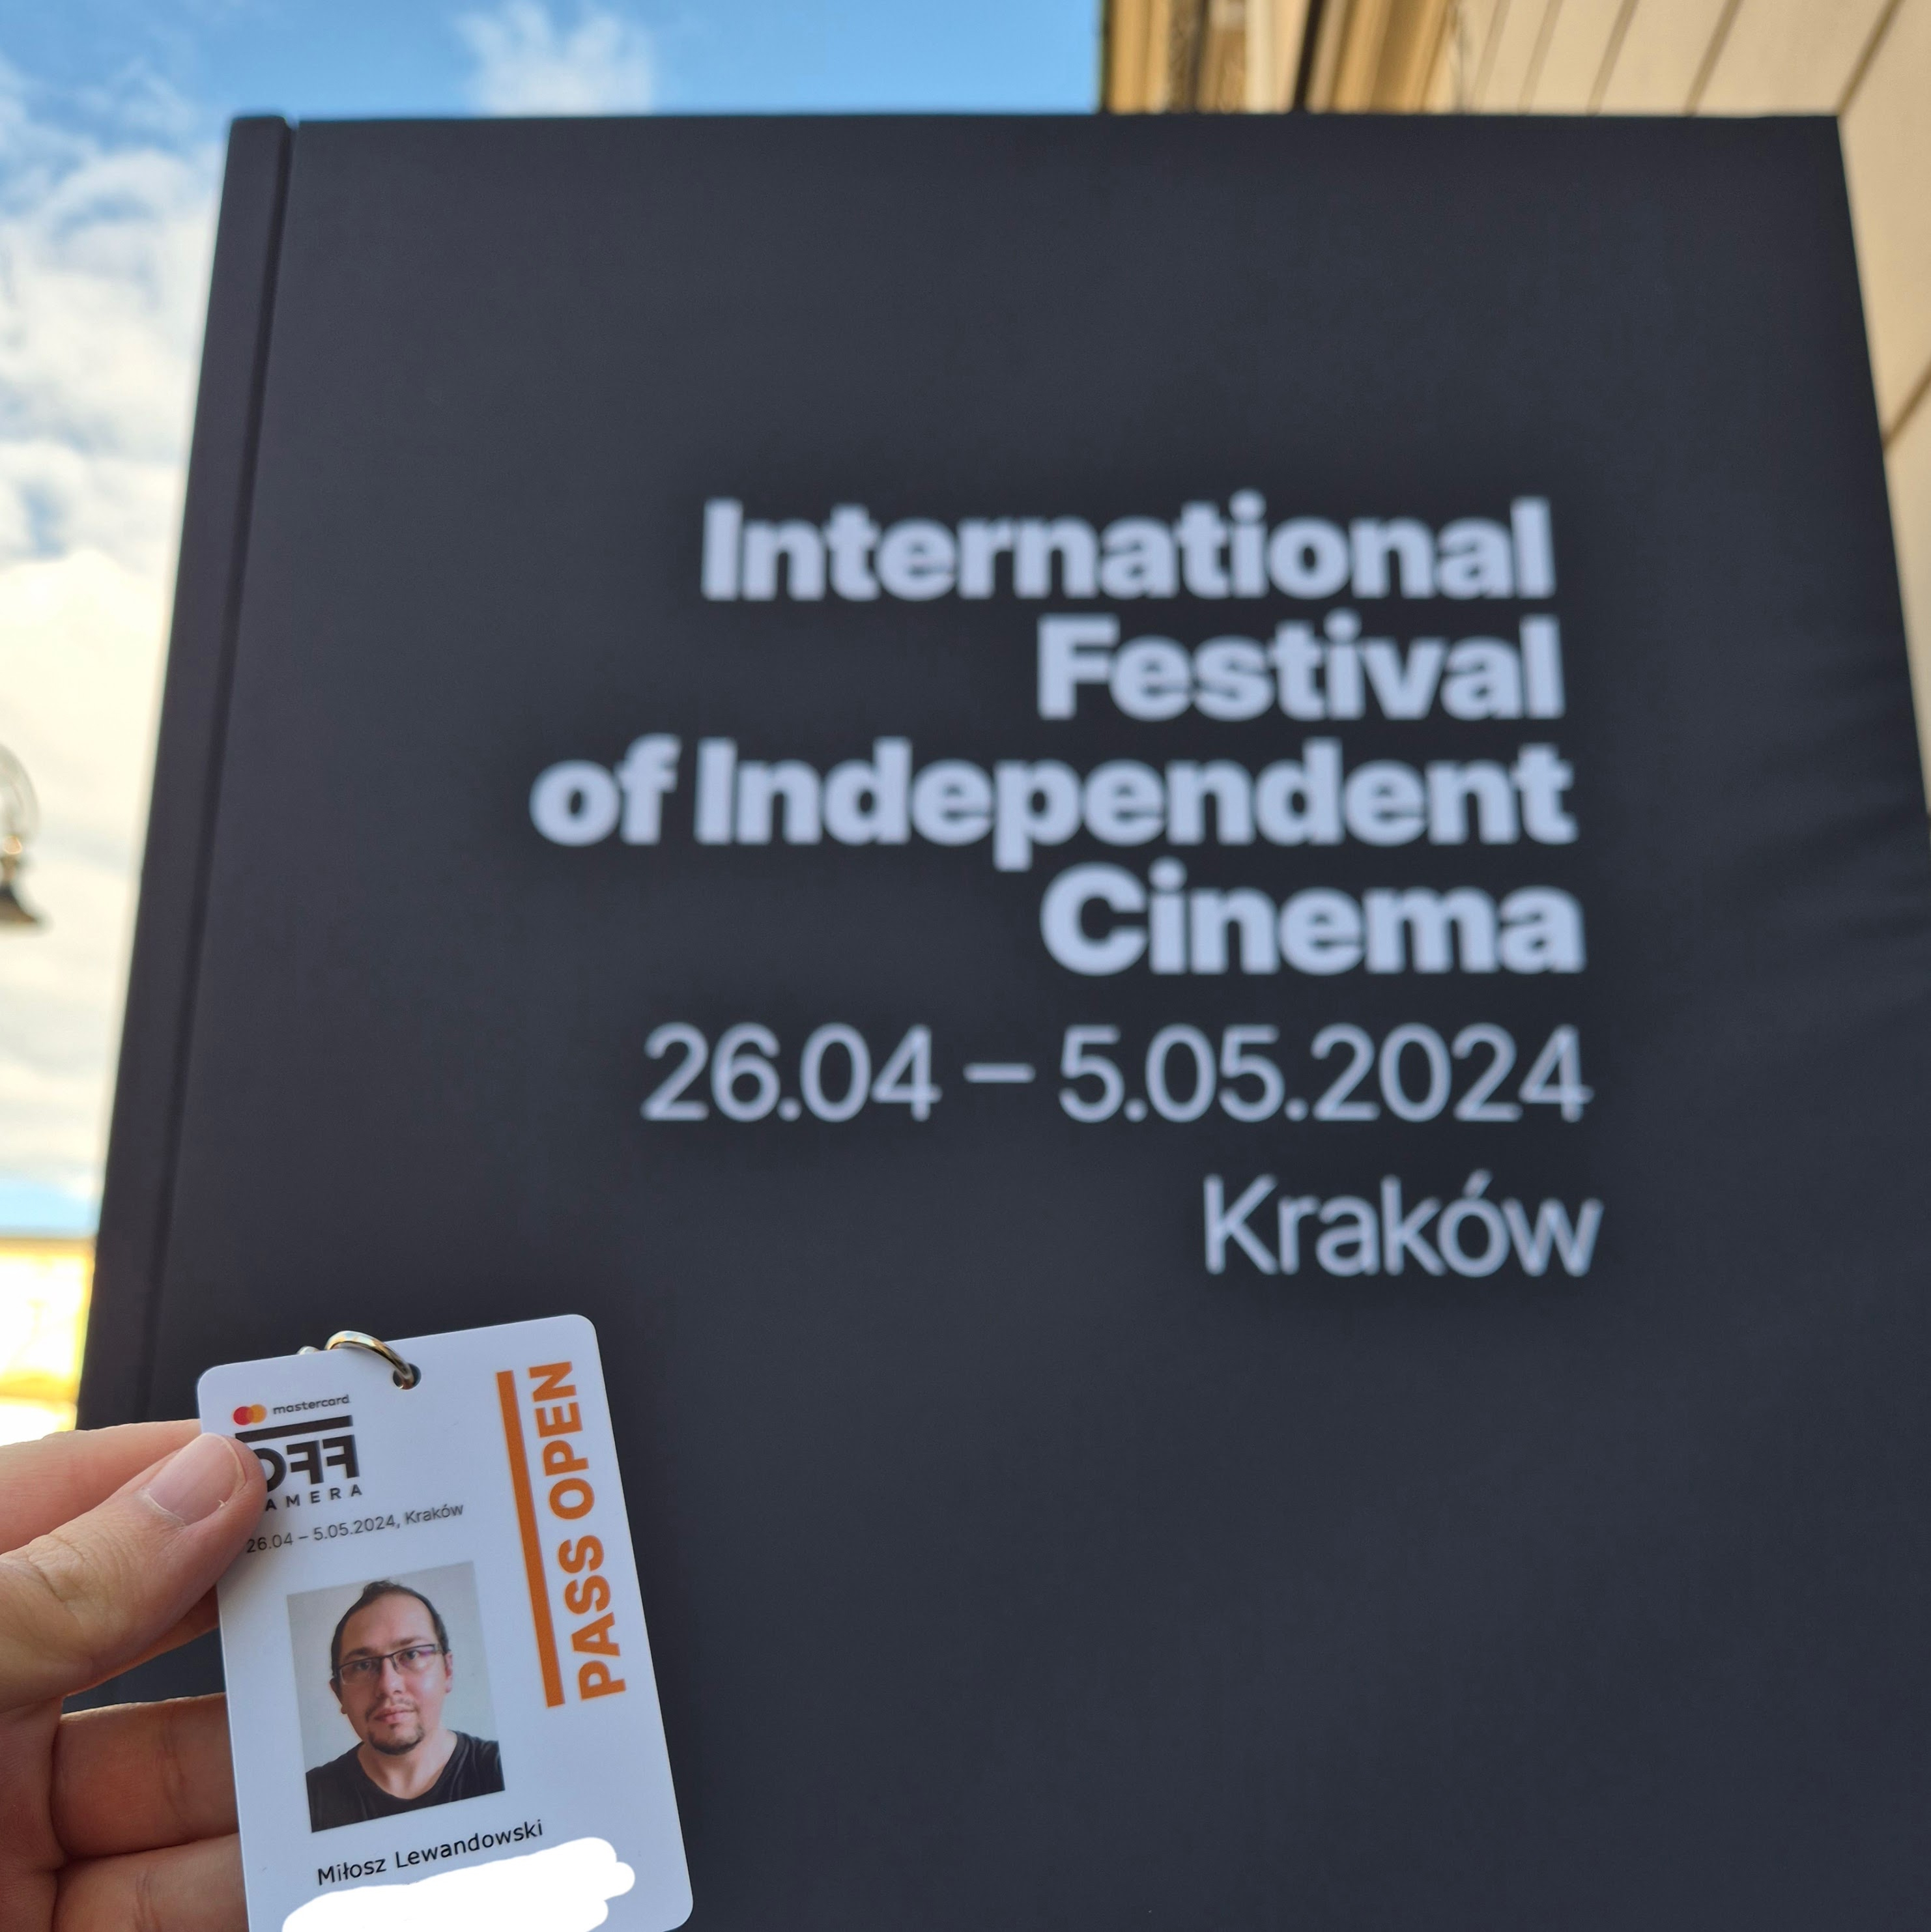 International
Festival
of Independent
Cinema
26.04 – 5.05.2024
Kraków
mastercard
OFF
AMERA
26.04 – 5.05.2024, Kraków
PASS OPEN
Miłosz Lewandowski